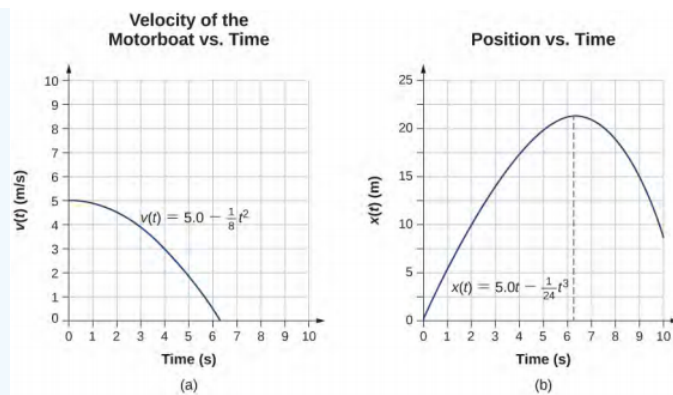 Velocity of the
Motorboat vs. Time
10
9
8
7
6
5
4
3
2
1
0
v(t) (m/s)
v(t) = 5.0 − 1/8 t²
0 1 2 3 4 5 6 7 8 9 10
Time (s)
(a)
Position vs. Time
25
20
15
10
5
0
x(t) (m)
x(t) = 5.0t − 1/24 t³
0 1 2 3 4 5 6 7 8 9 10
Time (s)
(b)